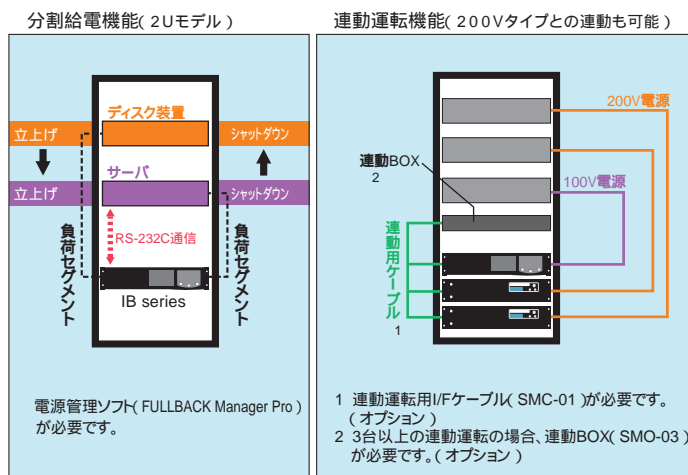 分割給電機能(2Uモデル)
ディスク装置
立上げ
シャットダウン
サーバ
立上げ
シャットダウン
負荷セグメント
RS-232C通信
負荷セグメント
IB series
電源管理ソフト(FULLBACK Manager Pro)
が必要です。
連動運転機能(200Vタイプとの連動も可能)
200V電源
連動BOX
2
100V電源
連動用ケーブル
1
1 連動運転用I/Fケーブル(SMC-01)が必要です。
(オプション)
2 3台以上の連動運転の場合、連動BOX(SMO-03)
が必要です。(オプション)